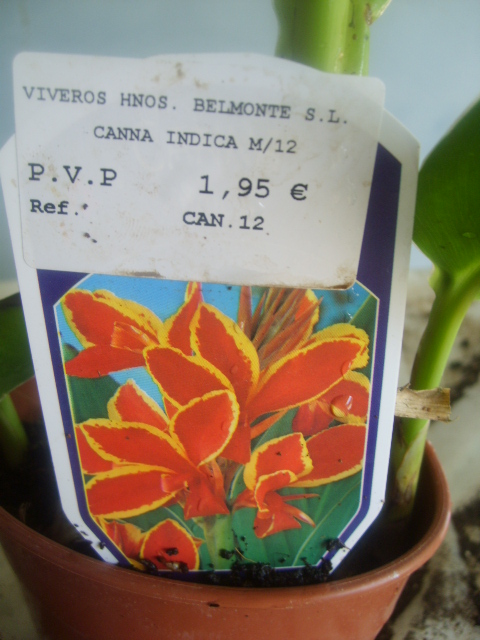 VIVEROS HNOS. BELMONTE S.L.
CANNA INDICA M/12
P.V.P 1,95 €
Ref. CAN.12